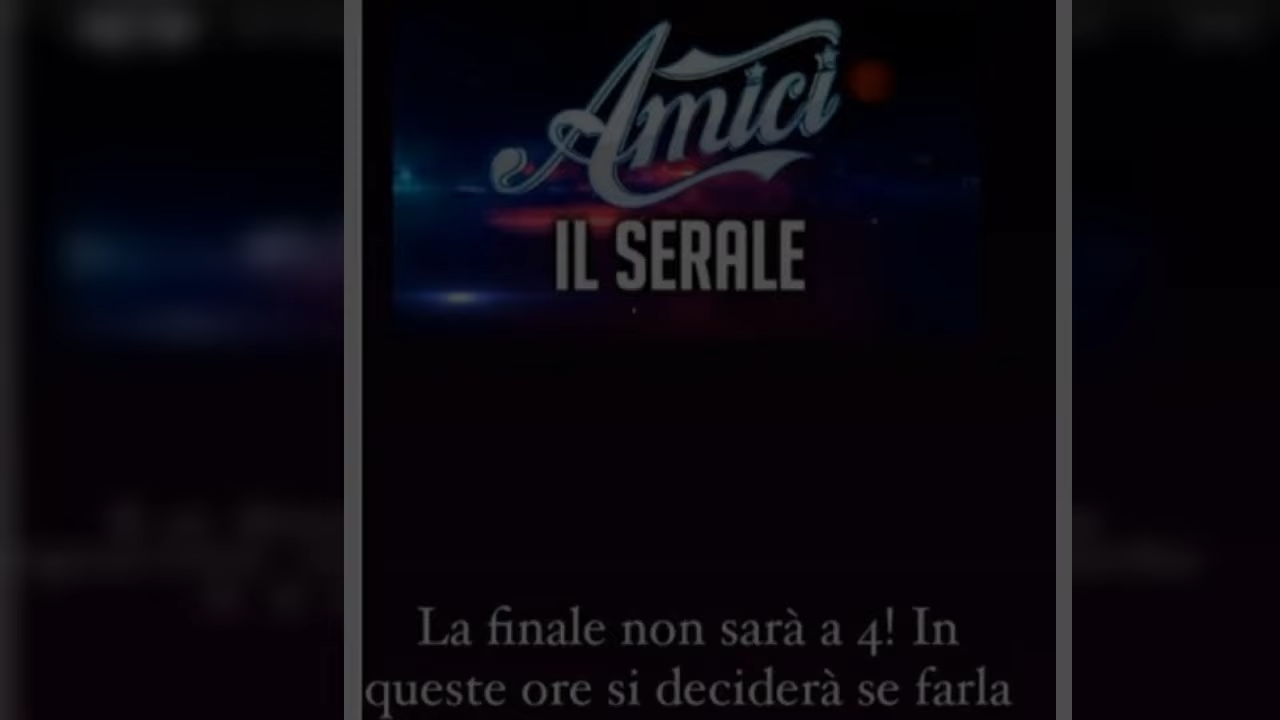 Amici
IL SERALE
La finale non sarà a 4! In
queste ore si deciderà se farla